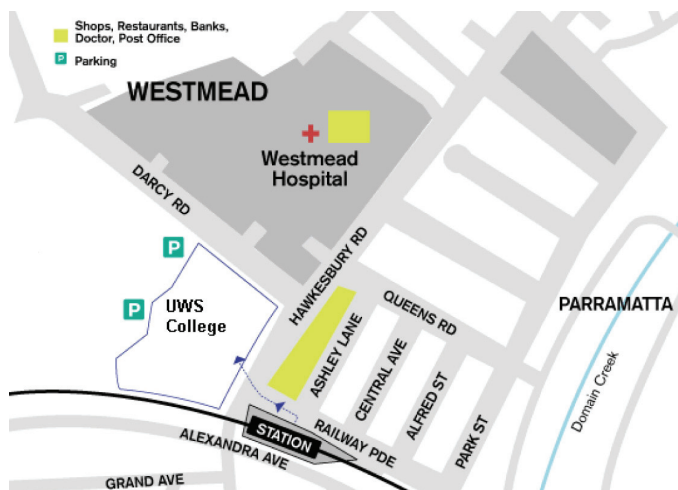 Shops, Restaurants, Banks,
Doctor, Post Office
P Parking
WESTMEAD
Westmead
Hospital
DARCY RD
HAWKESBURY RD
P
P
UWS
College
QUEENS RD
PARRAMATTA
ASHLEY LANE
CENTRAL AVE
ALFRED ST
PARK ST
Domain Creek
STATION
RAILWAY PDE
ALEXANDRA AVE
GRAND AVE